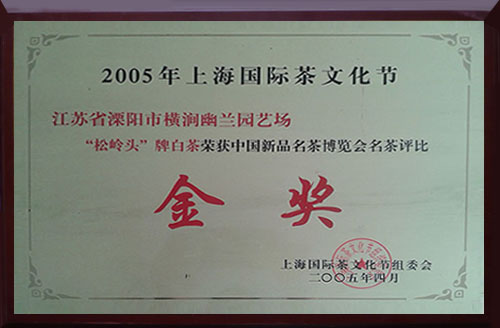 2005年上海国际茶文化节
江苏省溧阳市横涧幽兰园艺场
“松岭头”牌白茶荣获中国新品名茶博览会名茶评比
金奖
上海国际茶文化节组委会
二〇〇五年四月